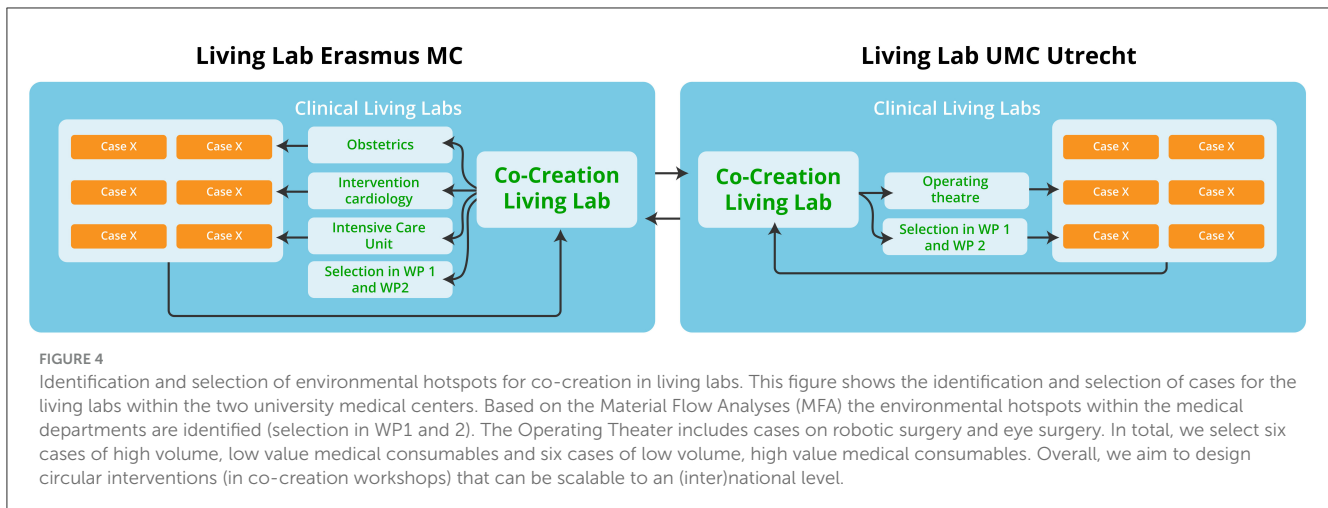 Living Lab Erasmus MC
Living Lab UMC Utrecht
Clinical Living Labs
Case X
Case X
Case X
Case X
Case X
Case X
Obstetrics
Intervention
cardiology
Intensive Care
Unit
Selection in WP 1
and WP2
Co-Creation
Living Lab
Clinical Living Labs
Co-Creation
Living Lab
Operating
theatre
Selection in WP 1
and WP 2
Case X
Case X
Case X
Case X
Case X
Case X
FIGURE 4
Identification and selection of environmental hotspots for co-creation in living labs. This figure shows the identification and selection of cases for the
living labs within the two university medical centers. Based on the Material Flow Analyses (MFA) the environmental hotspots within the medical
departments are identified (selection in WP1 and 2). The Operating Theater includes cases on robotic surgery and eye surgery. In total, we select six
cases of high volume, low value medical consumables and six cases of low volume, high value medical consumables. Overall, we aim to design
circular interventions (in co-creation workshops) that can be scalable to an (inter)national level.